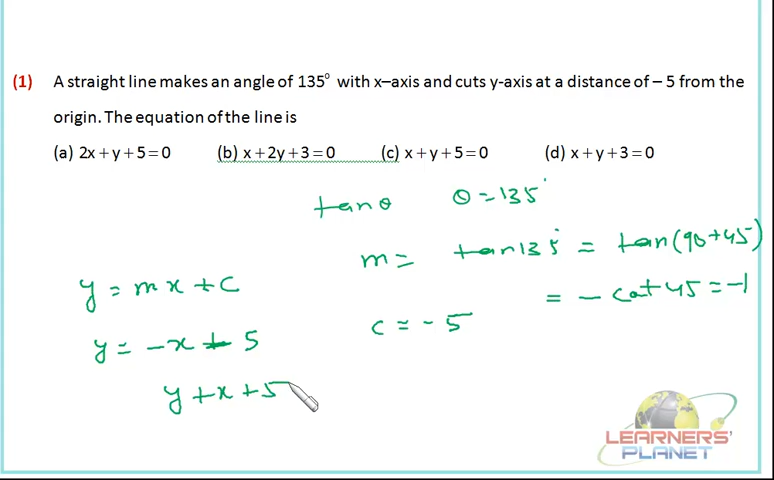 (1) A straight line makes an angle of 135° with x–axis and cuts y-axis at a distance of – 5 from the
origin. The equation of the line is
(a) 2x + y + 5 = 0 (b) x + 2y + 3 = 0 (c) x + y + 5 = 0 (d) x + y + 3 = 0
tan θ θ = 135°
m = tan 135° = tan(90+45)
y = mx + c = - cot 45 = -1
c = - 5
y = -x - 5
y + x + 5
LEARNERS'
PLANET